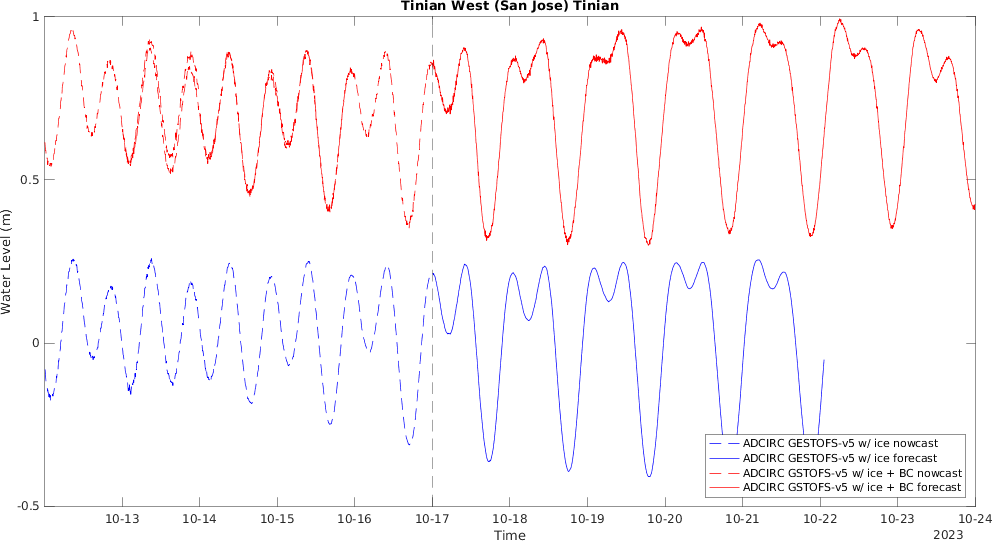 Tinian West (San Jose) Tinian
1
0.5
0
-0.5
Water Level (m)
ADCIRC GESTOFS-v5 w/ ice nowcast
ADCIRC GESTOFS-v5 w/ ice forecast
ADCIRC GSTOFS-v5 w/ ice + BC nowcast
ADCIRC GSTOFS-v5 w/ ice + BC forecast
10-13 10-14 10-15 10-16 10-17 10-18 10-19 10-20 10-21 10-22 10-23 10-24
Time
2023